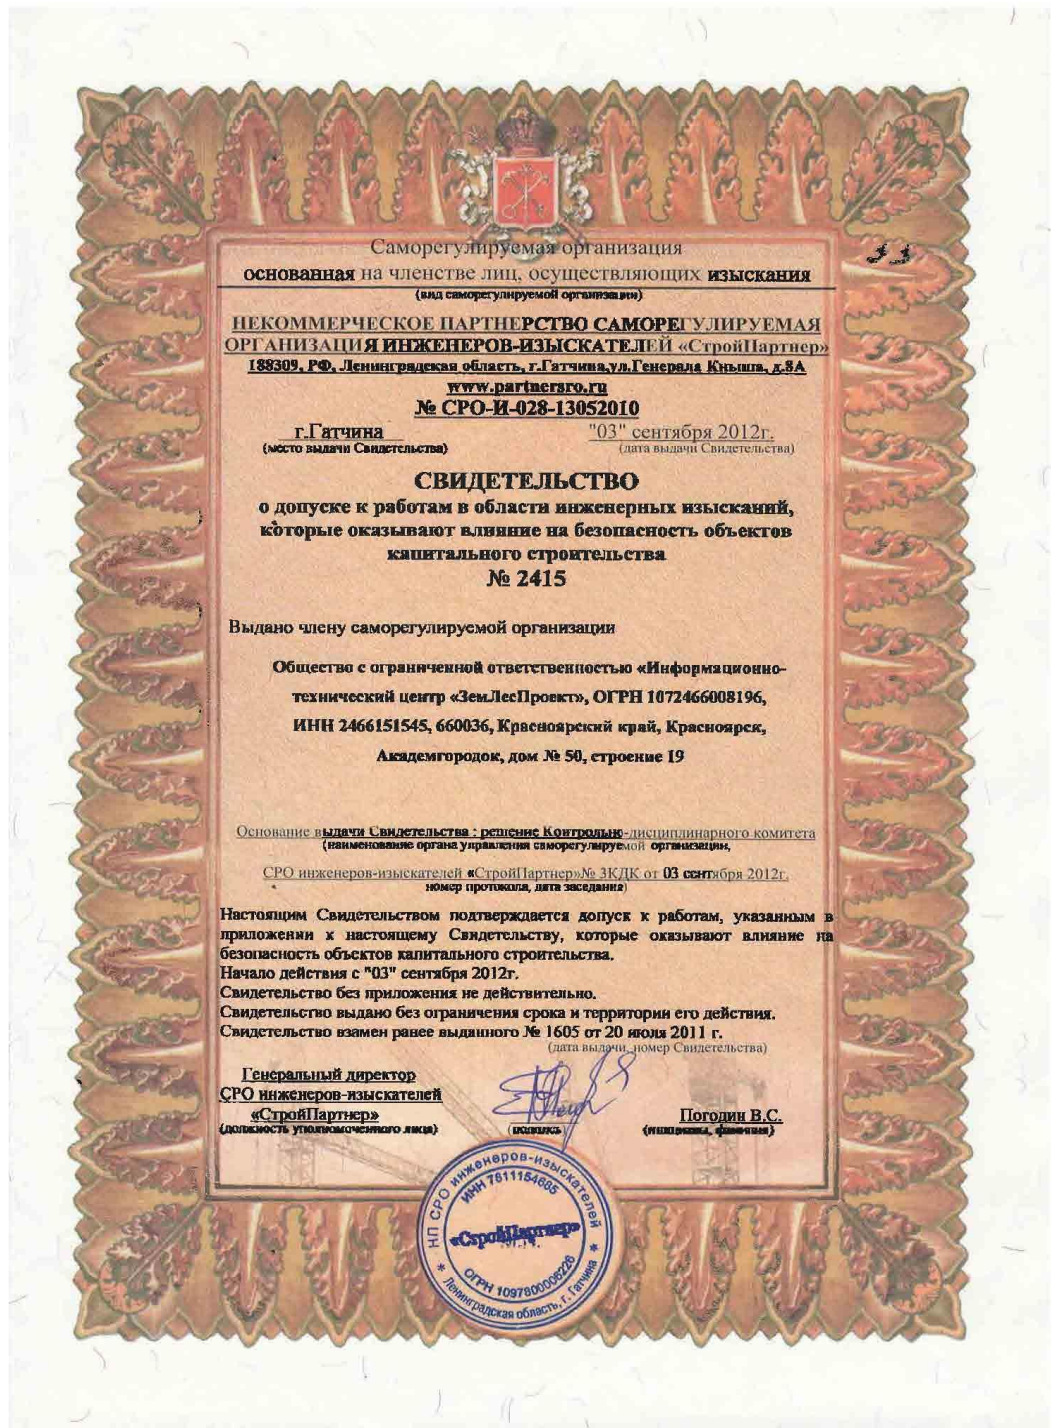 Саморегулируемая организация
основанная на членстве лиц, осуществляющих изыскания
(вид саморегулируемой организации)
НЕКОММЕРЧЕСКОЕ ПАРТНЕРСТВО САМОРЕГУЛИРУЕМАЯ
ОРГАНИЗАЦИЯ ИНЖЕНЕРОВ-ИЗЫСКАТЕЛЕЙ «СтройПартнер»
188309, РФ, Ленинградская область, г.Гатчина,ул.Генерала Кныша, д.8А
www.partnersro.ru
№ СРО-И-028-13052010
г.Гатчина "03" сентября 2012г.
(место выдачи Свидетельства) (дата выдачи Свидетельства)
СВИДЕТЕЛЬСТВО
о допуске к работам в области инженерных изысканий,
которые оказывают влияние на безопасность объектов
капитального строительства
№ 2415
Выдано члену саморегулируемой организации
Общество с ограниченной ответственностью «Информационно-
технический центр «ЗемЛесПроект», ОГРН 1072466008196,
ИНН 2466151545, 660036, Красноярский край, Красноярск,
Академгородок, дом № 50, строение 19
Основание выдачи Свидетельства : решение Контрольно-дисциплинарного комитета
(наименование органа управления саморегулируемой организации,
СРО инженеров-изыскателей «СтройПартнер»№ 3КДК от 03 сентября 2012г.
номер протокола, дата заседания)
Настоящим Свидетельством подтверждается допуск к работам, указанным в
приложении к настоящему Свидетельству, которые оказывают влияние на
безопасность объектов капитального строительства.
Начало действия с "03" сентября 2012г.
Свидетельство без приложения не действительно.
Свидетельство выдано без ограничения срока и территории его действия.
Свидетельство взамен ранее выданного № 1605 от 20 июля 2011 г.
(дата выдачи, номер Свидетельства)
Генеральный директор
СРО инженеров-изыскателей
«СтройПартнер» Погодин В.С.
(должность уполномоченного лица) (подпись) (инициалы, фамилия)
НП СРО инженеров-изыскателей
ИНН 7811154685
«СтройПартнер»
ОГРН 1097800006226
* Ленинградская область, г. Гатчина *